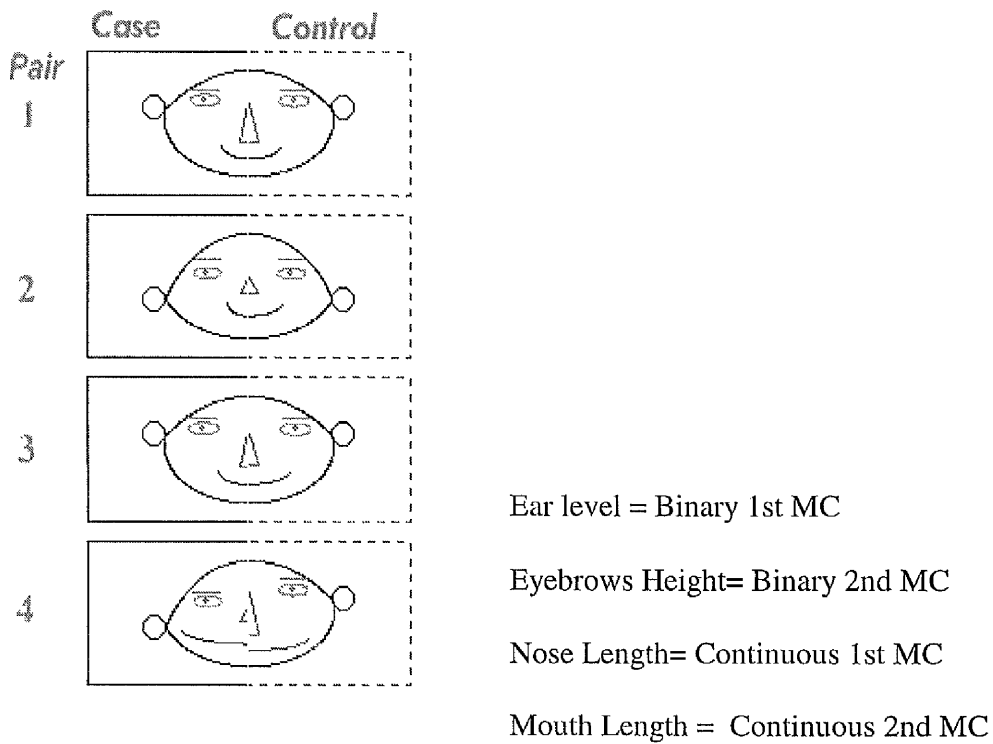 Case Control
Pair
1
2
3
4
Ear level = Binary 1st MC
Eyebrows Height= Binary 2nd MC
Nose Length= Continuous 1st MC
Mouth Length = Continuous 2nd MC